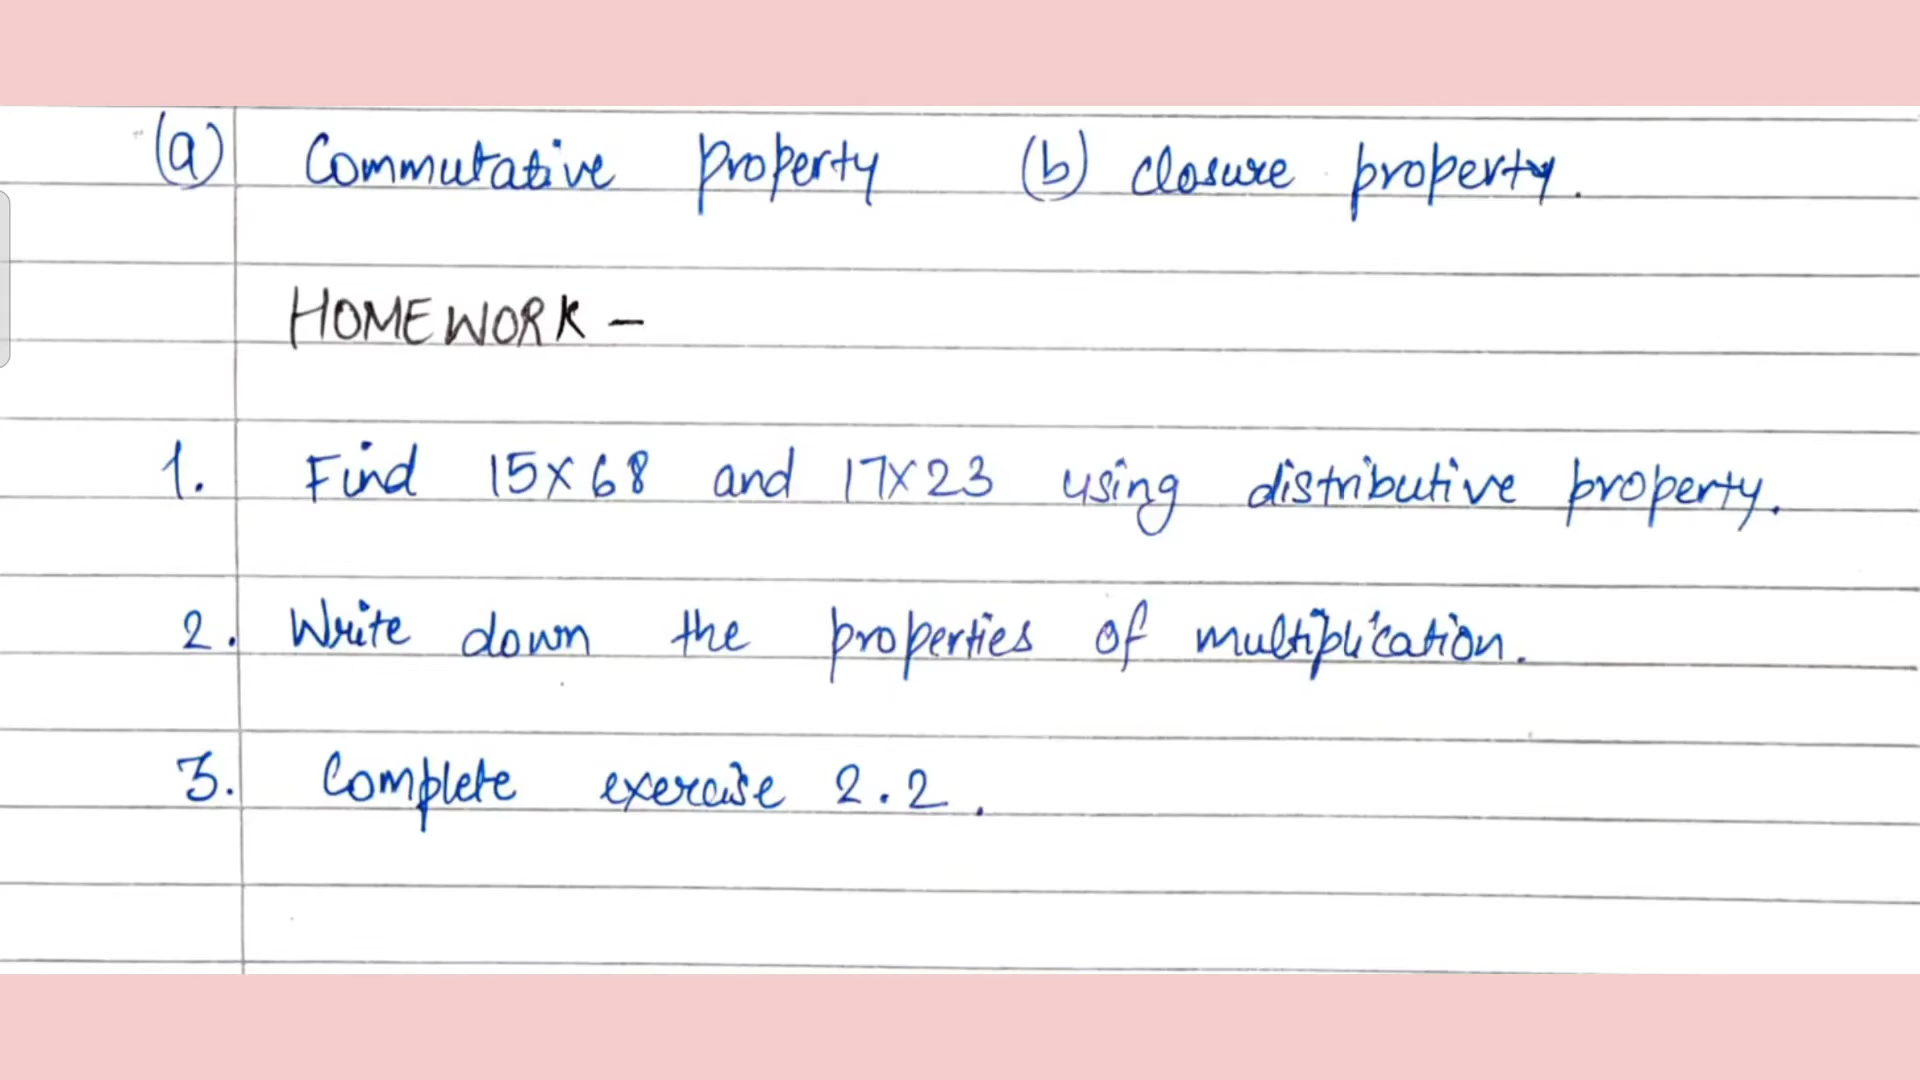 (a) Commutative property (b) closure property.
HOMEWORK -
1. Find 15×68 and 17×23 using distributive property.
2. Write down the properties of multiplication.
3. Complete exercise 2.2.